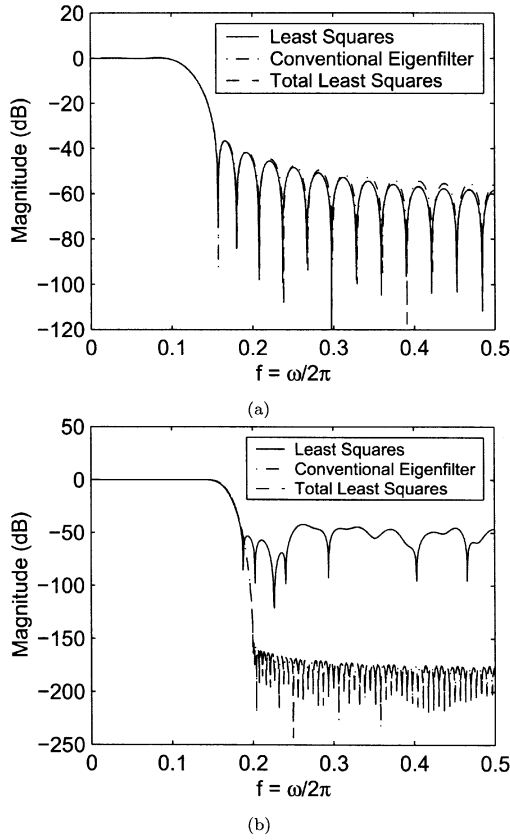 0
−20
−40
−60
−80
−100
−120
Magnitude (dB)
Least Squares
Conventional Eigenfilter
Total Least Squares
0 0.1 0.2 0.3 0.4 0.5
f = ω/2π
(a)
50
0
−50
−100
−150
−200
−250
Magnitude (dB)
Least Squares
Conventional Eigenfilter
Total Least Squares
0 0.1 0.2 0.3 0.4 0.5
f = ω/2π
(b)